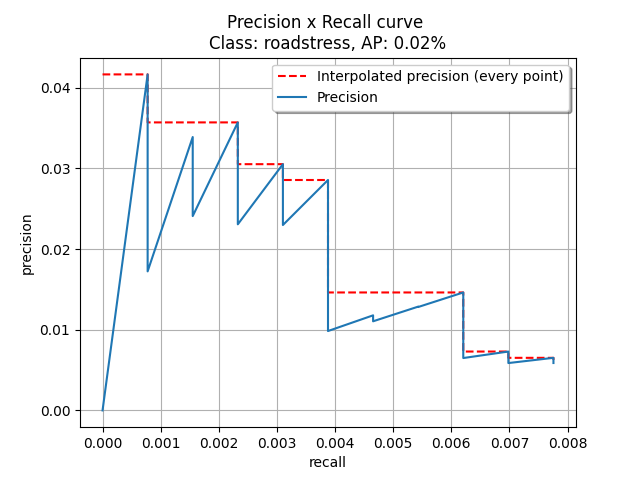 Precision x Recall curve
Class: roadstress, AP: 0.02%
Interpolated precision (every point)
Precision
0.04
0.03
0.02
0.01
0.00
precision
0.000 0.001 0.002 0.003 0.004 0.005 0.006 0.007 0.008
recall